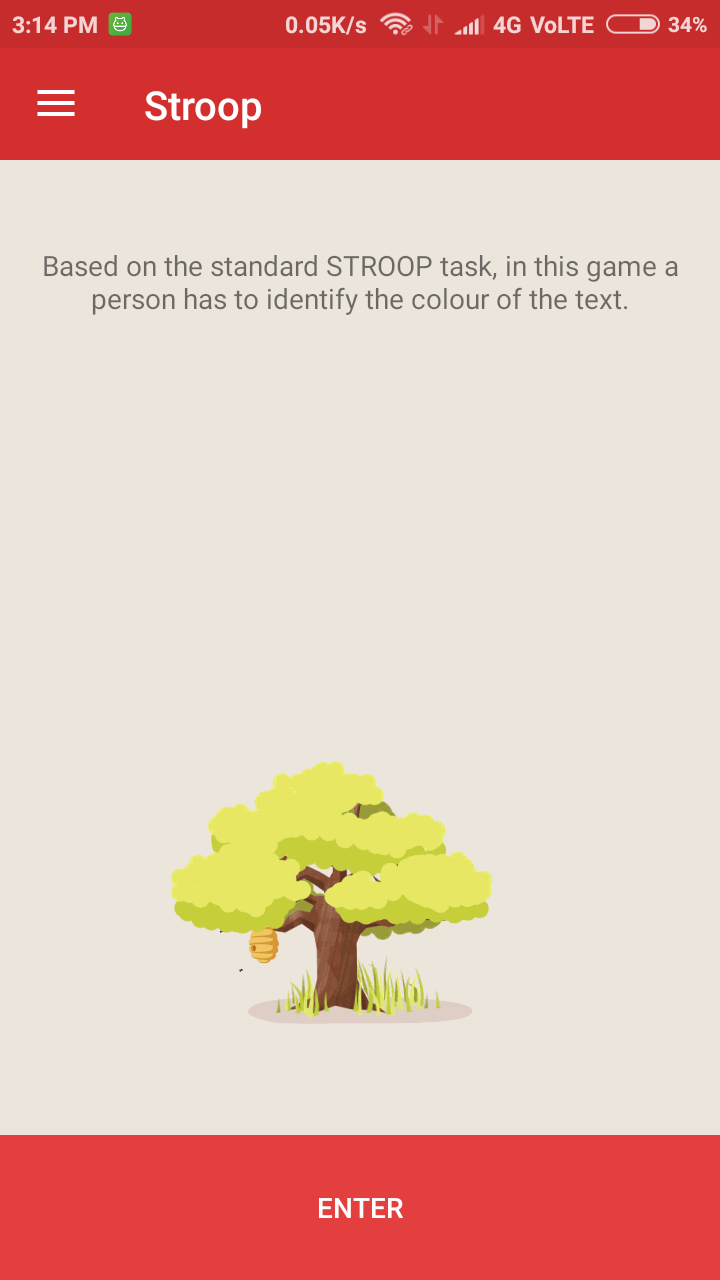 3:14 PM 0.05K/s 4G VoLTE 34%
Stroop
Based on the standard STROOP task, in this game a
person has to identify the colour of the text.
ENTER